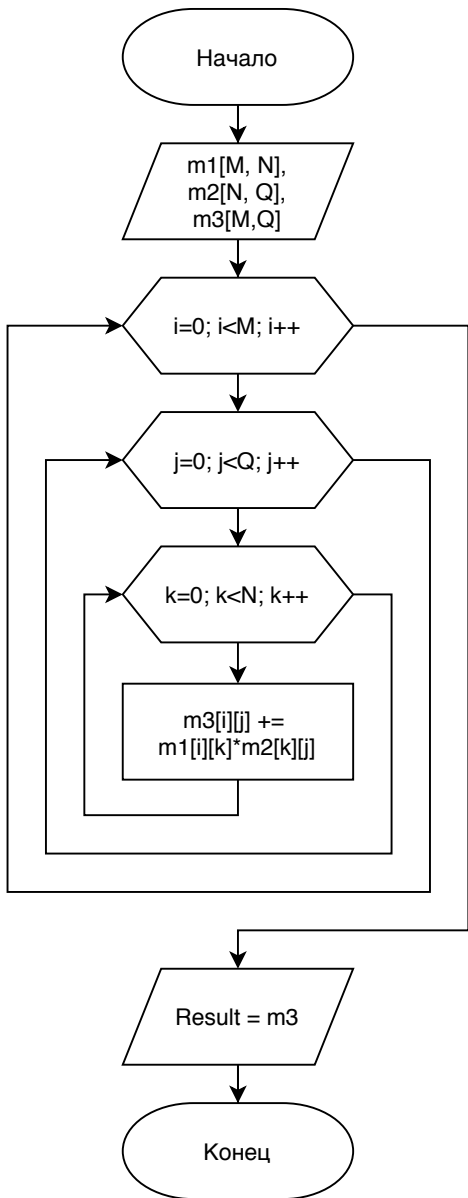 Начало
m1[M, N],
m2[N, Q],
m3[M,Q]
i=0; i<M; i++
j=0; j<Q; j++
k=0; k<N; k++
m3[i][j] +=
m1[i][k]*m2[k][j]
Result = m3
Конец